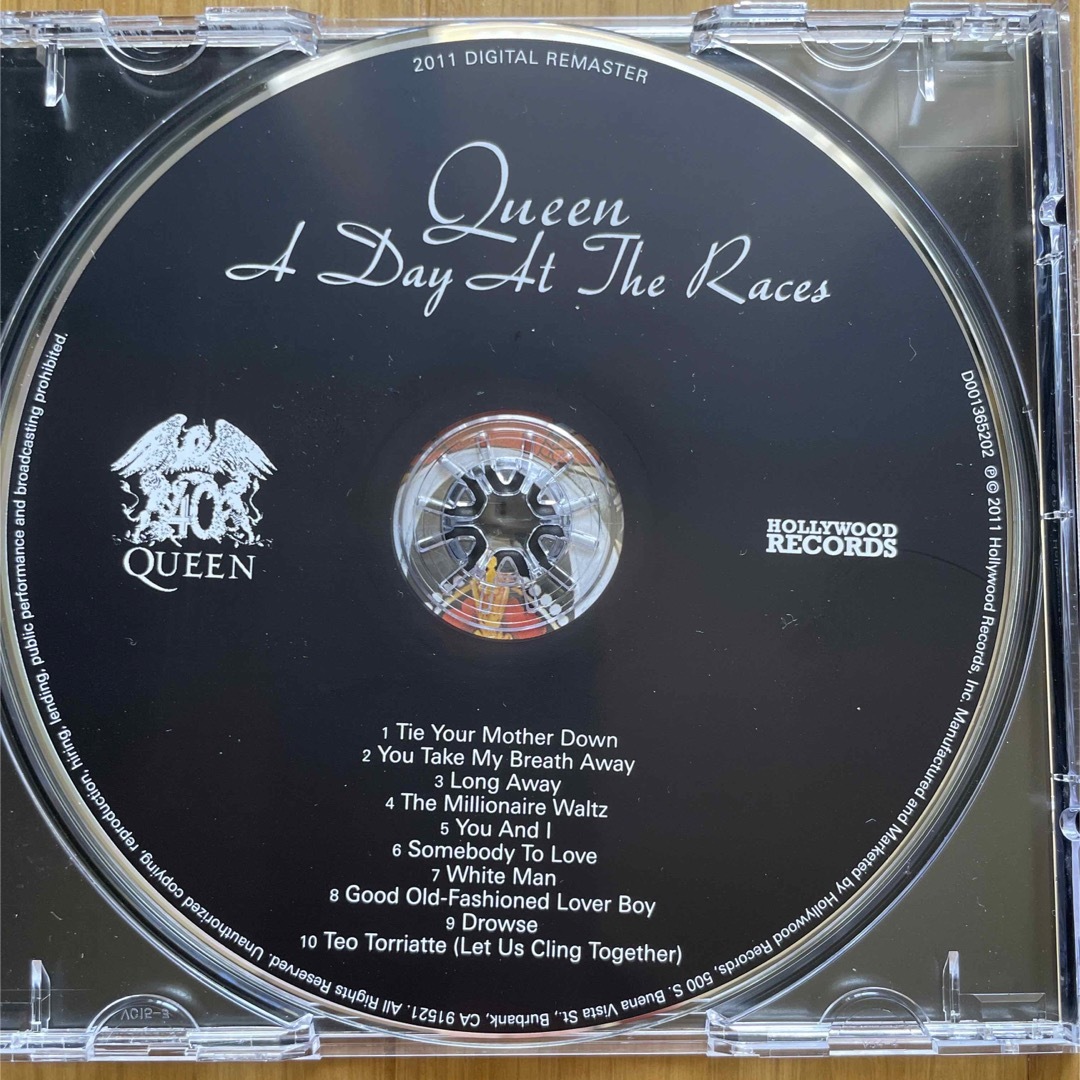 2011 DIGITAL REMASTER
Queen
A Day At The Races
40
QUEEN
HOLLYWOOD
RECORDS
1 Tie Your Mother Down
2 You Take My Breath Away
3 Long Away
4 The Millionaire Waltz
5 You And I
6 Somebody To Love
7 White Man
8 Good Old-Fashioned Lover Boy
9 Drowse
10 Teo Torriatte (Let Us Cling Together)
D001365202 ℗© 2011 Hollywood Records, Inc. Manufactured and Marketed by Hollywood Records, 500 S. Buena Vista St., Burbank, CA 91521. All Rights Reserved. Unauthorized copying, reproduction, hiring, lending, public performance and broadcasting prohibited.